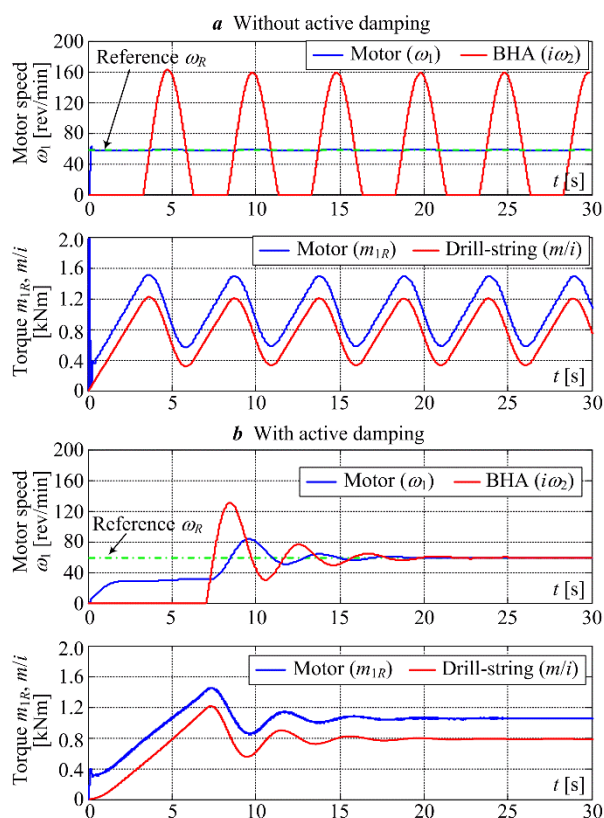 a Without active damping
Motor speed ω₁ [rev/min]
200
160
120
80
40
0
Reference ωR
Motor (ω₁)
BHA (iω₂)
t [s]
0
5
10
15
20
25
30
Torque m₁R, m/i [kNm]
2.0
1.6
1.2
0.8
0.4
0
Motor (m₁R)
Drill-string (m/i)
t [s]
0
5
10
15
20
25
30
b With active damping
Motor speed ω₁ [rev/min]
200
160
120
80
40
0
Reference ωR
Motor (ω₁)
BHA (iω₂)
t [s]
0
5
10
15
20
25
30
Torque m₁R, m/i [kNm]
2.0
1.6
1.2
0.8
0.4
0
Motor (m₁R)
Drill-string (m/i)
t [s]
0
5
10
15
20
25
30